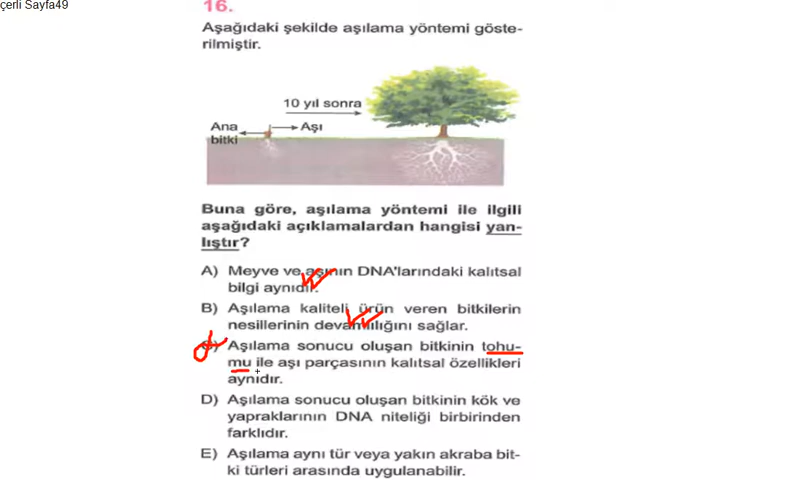 çerli Sayfa49
16.
Aşağıdaki şekilde aşılama yöntemi göste-
rilmiştir.
10 yıl sonra
Ana
bitki
Aşı
Buna göre, aşılama yöntemi ile ilgili
aşağıdaki açıklamalardan hangisi yan-
lıştır?
A) Meyve ve aşının DNA'larındaki kalıtsal
bilgi aynıdır.
B) Aşılama kaliteli ürün veren bitkilerin
nesillerinin devamlılığını sağlar.
C) Aşılama sonucu oluşan bitkinin tohu-
mu ile aşı parçasının kalıtsal özellikleri
aynıdır.
D) Aşılama sonucu oluşan bitkinin kök ve
yapraklarının DNA niteliği birbirinden
farklıdır.
E) Aşılama aynı tür veya yakın akraba bit-
ki türleri arasında uygulanabilir.